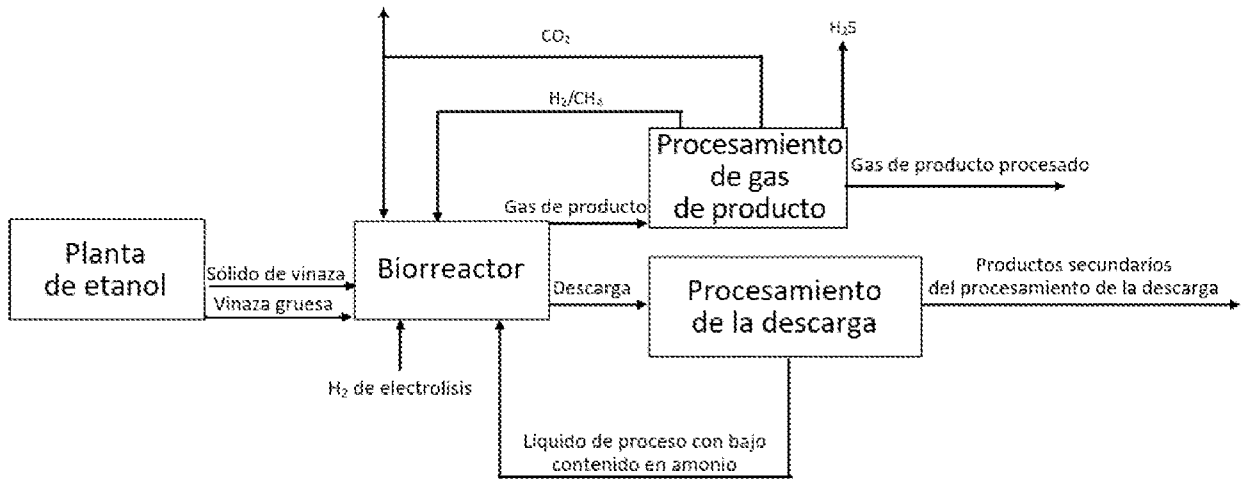 CO₂
H₂S
H₂/CH₄
Procesamiento
de gas
de producto
Gas de producto procesado
Gas de producto
Planta
de etanol
Sólido de vinaza
Vinaza gruesa
Biorreactor
Descarga
Procesamiento
de la descarga
Productos secundarios
del procesamiento de la descarga
H₂ de electrolisis
Líquido de proceso con bajo
contenido en amonio